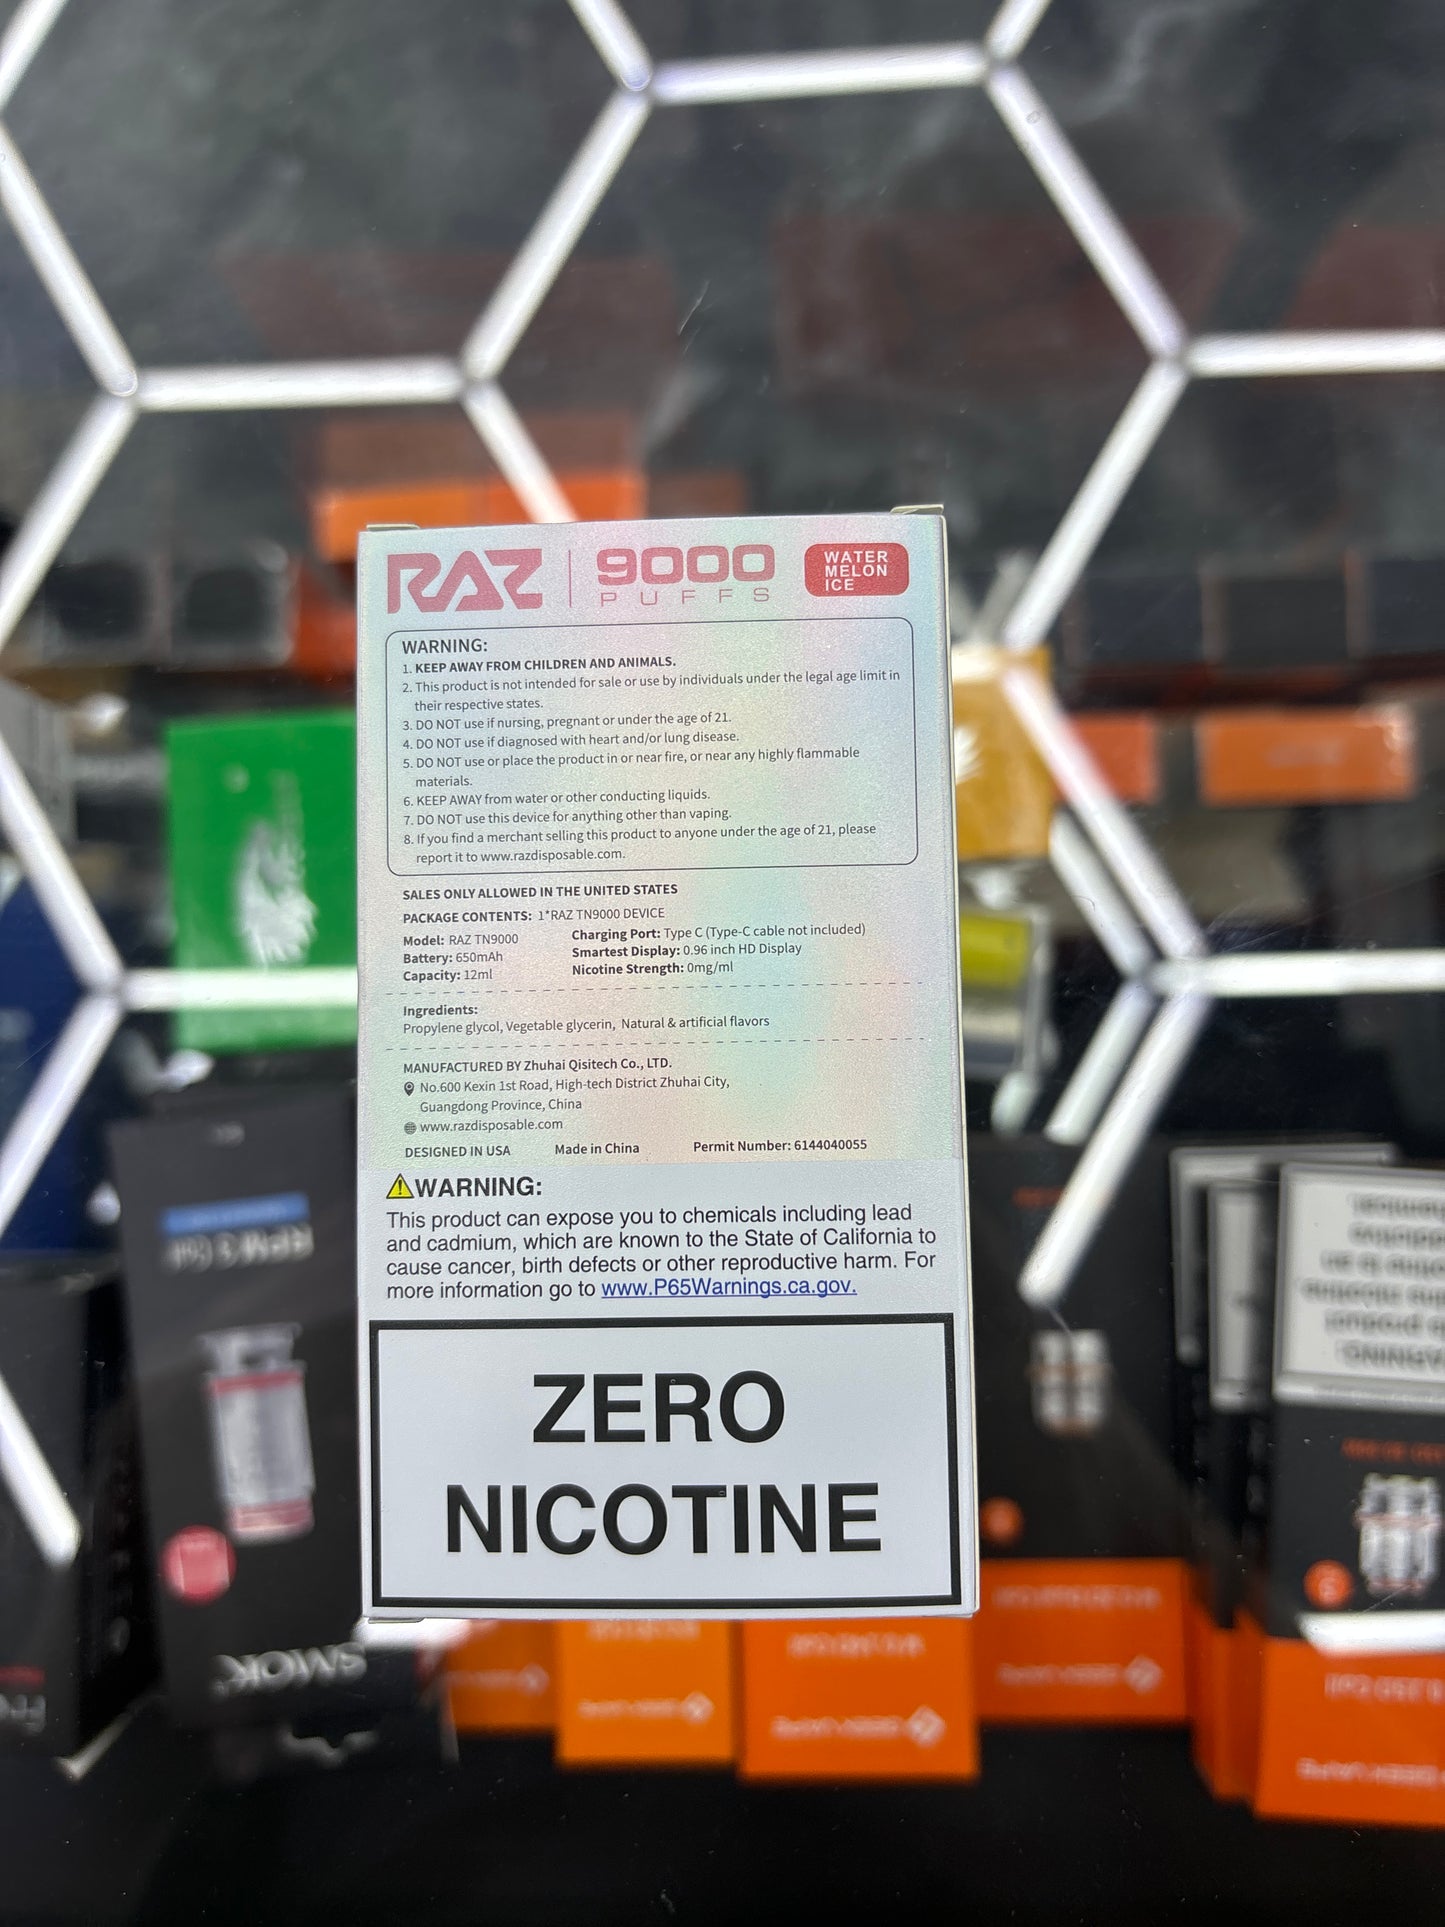 RAZ
9000
PUFFS
WATER
MELON
ICE
WARNING:
1. KEEP AWAY FROM CHILDREN AND ANIMALS.
2. This product is not intended for sale or use by individuals under the legal age limit in
their respective states.
3. DO NOT use if nursing, pregnant or under the age of 21.
4. DO NOT use if diagnosed with heart and/or lung disease.
5. DO NOT use or place the product in or near fire, or near any highly flammable
materials.
6. KEEP AWAY from water or other conducting liquids.
7. DO NOT use this device for anything other than vaping.
8. If you find a merchant selling this product to anyone under the age of 21, please
report it to www.razdisposable.com.
SALES ONLY ALLOWED IN THE UNITED STATES
PACKAGE CONTENTS: 1*RAZ TN9000 DEVICE
Model: RAZ TN9000
Battery: 650mAh
Capacity: 12ml
Charging Port: Type C (Type-C cable not included)
Smartest Display: 0.96 inch HD Display
Nicotine Strength: 0mg/ml
Ingredients:
Propylene glycol, Vegetable glycerin, Natural & artificial flavors
MANUFACTURED BY Zhuhai Qisitech Co., LTD.
No.600 Kexin 1st Road, High-tech District Zhuhai City,
Guangdong Province, China
www.razdisposable.com
DESIGNED IN USA Made in China Permit Number: 6144040055
WARNING:
This product can expose you to chemicals including lead
and cadmium, which are known to the State of California to
cause cancer, birth defects or other reproductive harm. For
more information go to www.P65Warnings.ca.gov.
ZERO
NICOTINE
SMOK